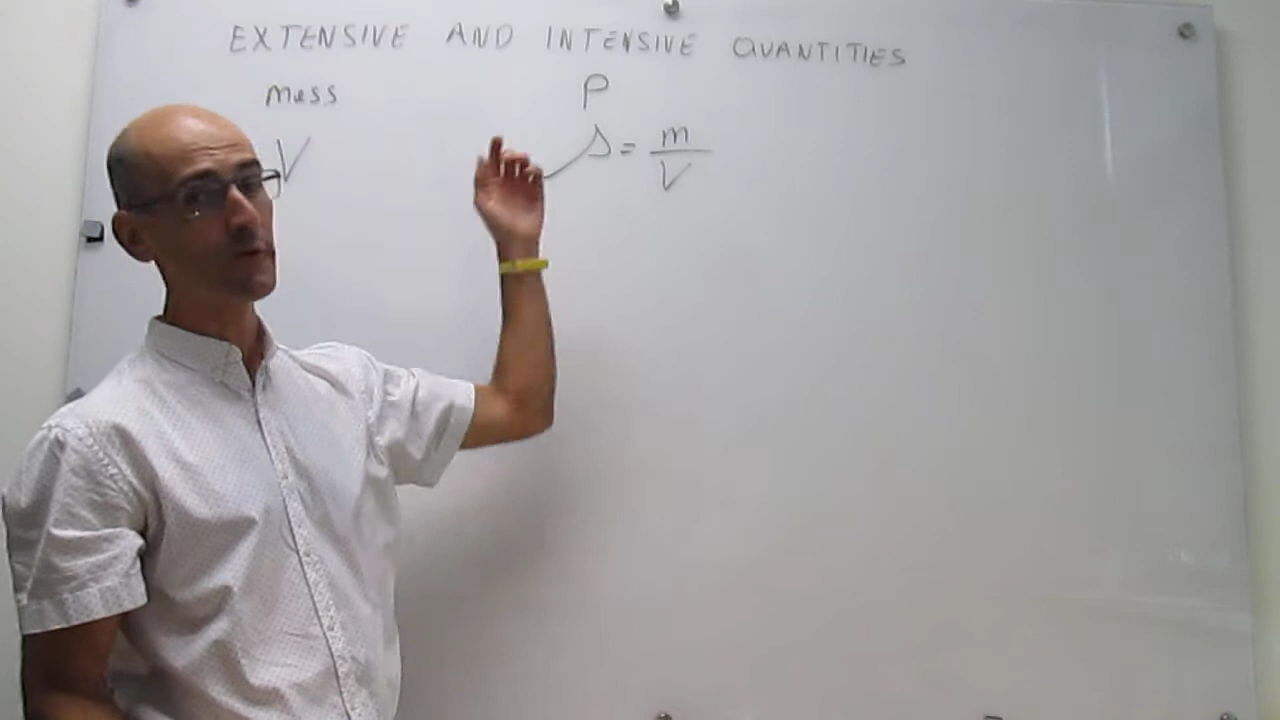 EXTENSIVE AND INTENSIVE QUANTITIES
mass P
V ρ = m/V